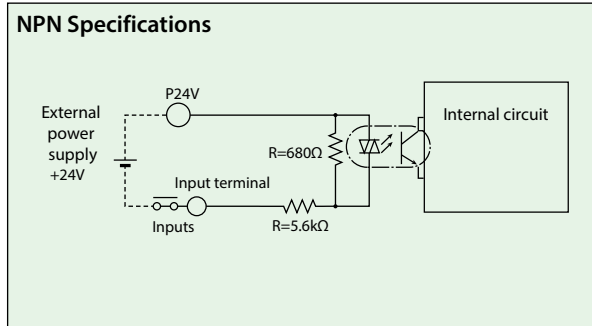 NPN Specifications
P24V
External
power
supply
+24V
Internal circuit
R=680Ω
Input terminal
R=5.6kΩ
Inputs